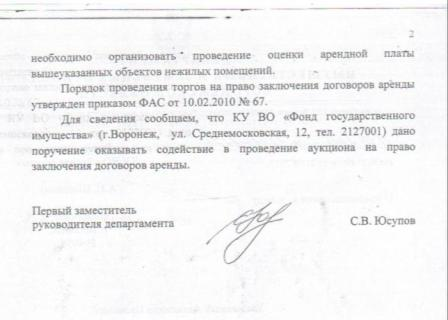 2
необходимо организовать проведение оценки арендной платы
вышеуказанных объектов нежилых помещений.
Порядок проведения торгов на право заключения договоров аренды
утвержден приказом ФАС от 10.02.2010 № 67.
Для сведения сообщаем, что КУ ВО «Фонд государственного
имущества» (г.Воронеж, ул. Среднемосковская, 12, тел. 2127001) дано
поручение оказывать содействие в проведение аукциона на право
заключения договоров аренды.
Первый заместитель
руководителя департамента
С.В. Юсупов